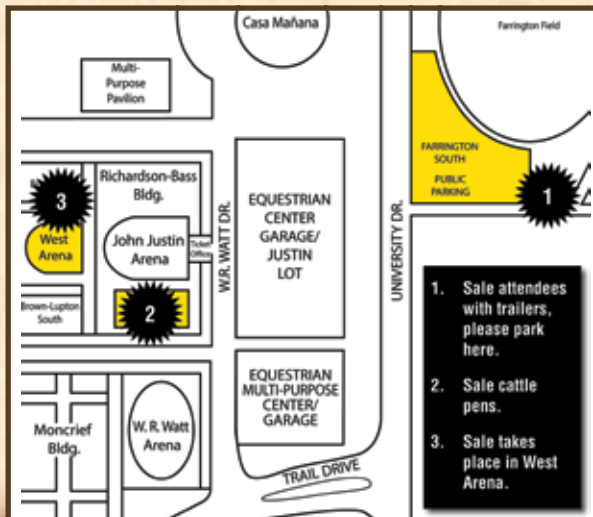 Casa Mañana
Farrington Field
Multi-
Purpose
Pavilion
FARRINGTON
SOUTH
PUBLIC
PARKING
1
Richardson-Bass
Bldg.
3
West
Arena
John Justin
Arena
Ticket
Office
W.R. WATT DR.
EQUESTRIAN
CENTER
GARAGE/
JUSTIN
LOT
UNIVERSITY DR.
2
Brown-Lupton
South
EQUESTRIAN
MULTI-PURPOSE
CENTER/
GARAGE
Moncrief
Bldg.
W. R. Watt
Arena
TRAIL DRIVE
1. Sale attendees
with trailers,
please park
here.
2. Sale cattle
pens.
3. Sale takes
place in West
Arena.